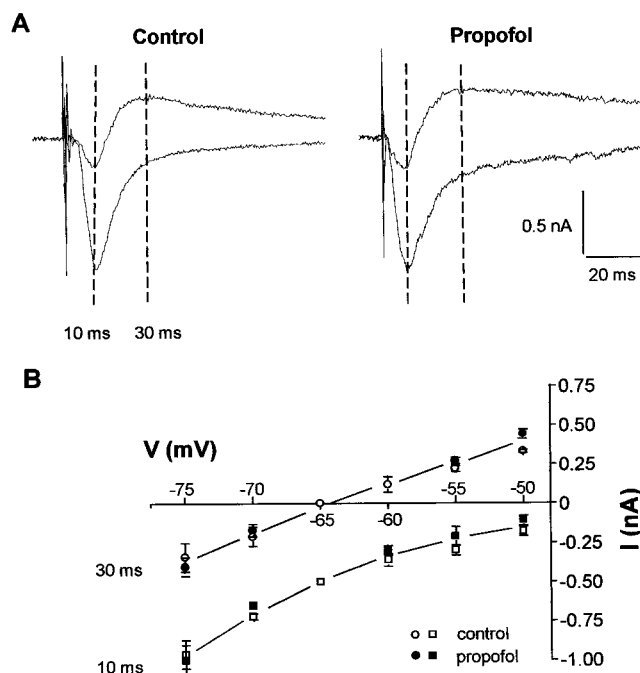 A
Control
Propofol
0.5 nA
20 ms
10 ms
30 ms
B
V (mV)
0.75
0.50
0.25
0
-0.25
-0.50
-0.75
-1.00
I (nA)
-75
-70
-65
-60
-55
-50
30 ms
10 ms
control
propofol